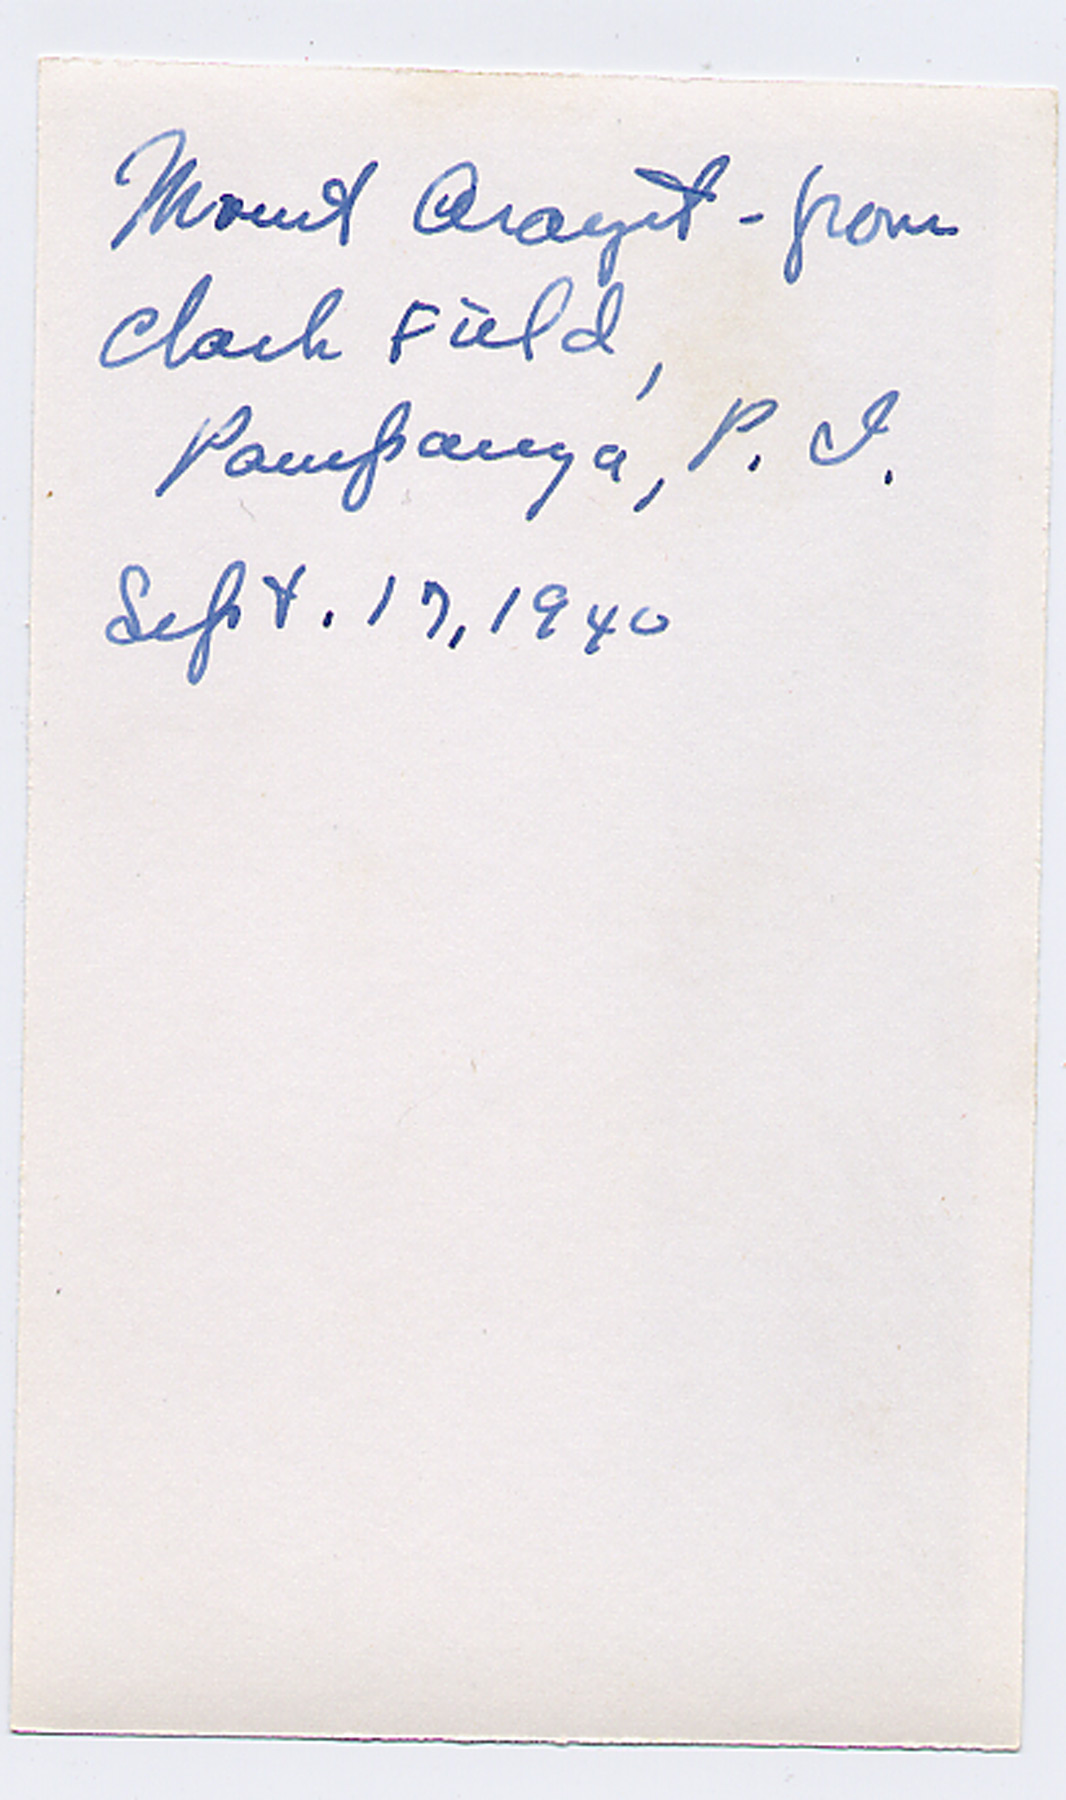 Mount Arayat - from
Clark Field,
Pampanga, P. I.
Sept. 17, 1940